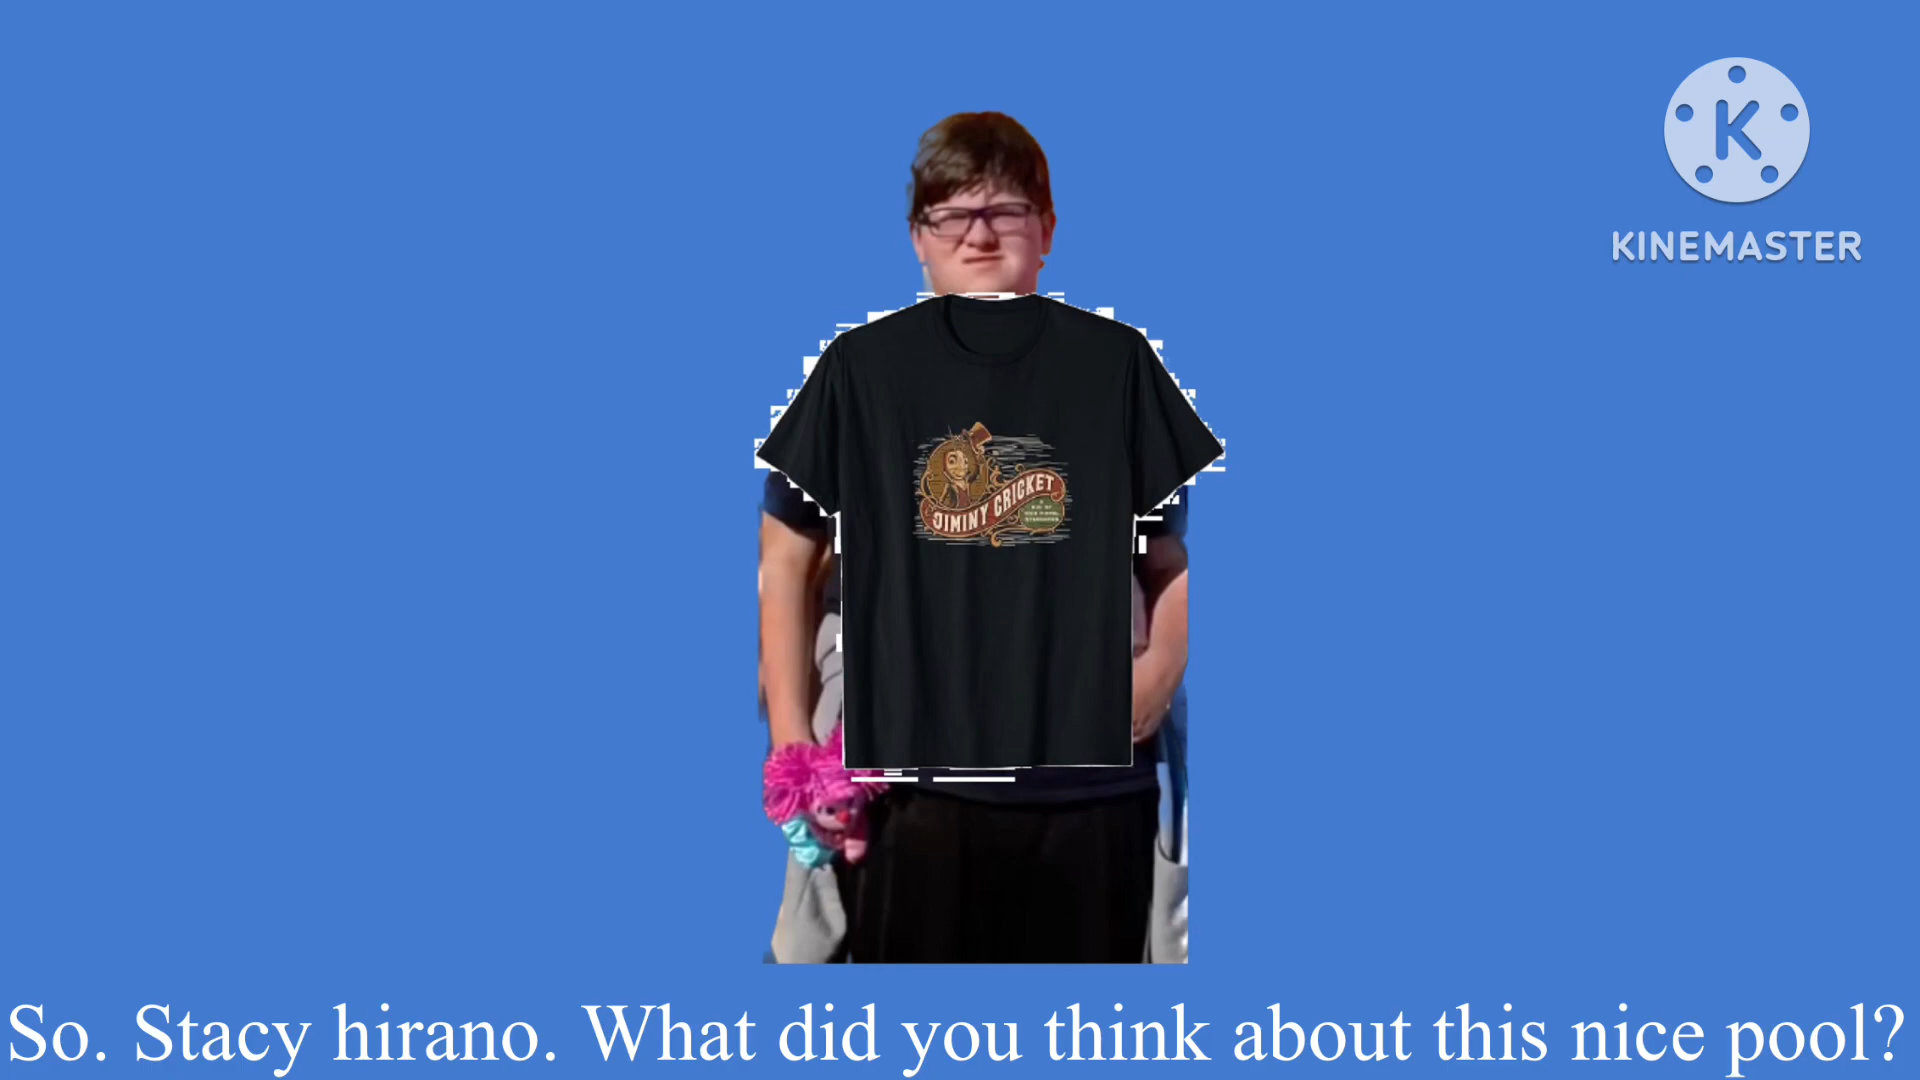 K
KINEMASTER
JIMINY CRICKET
So. Stacy hirano. What did you think about this nice pool?